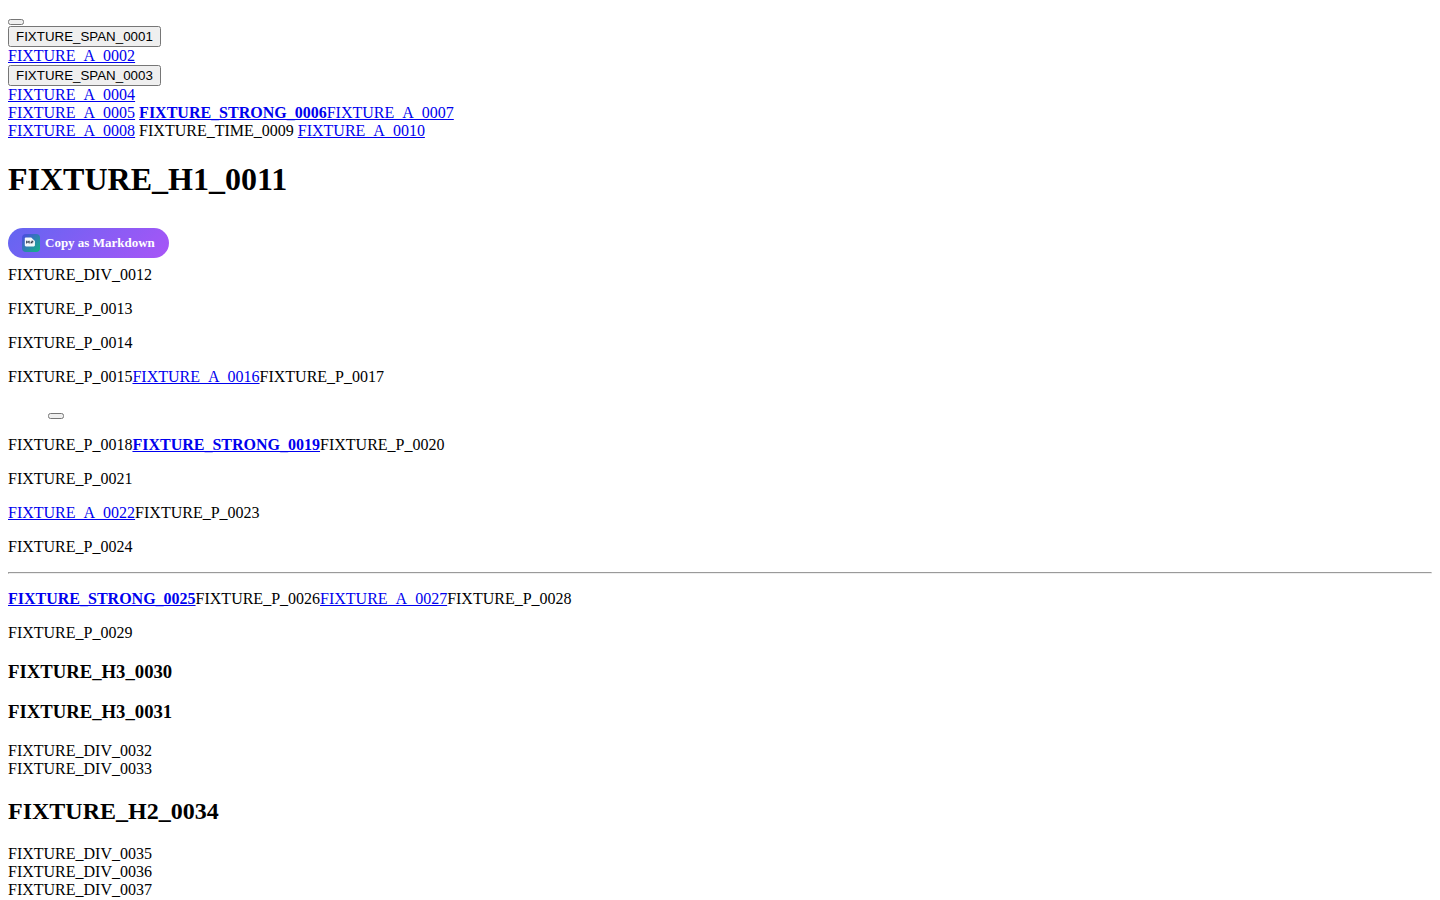 FIXTURE_SPAN_0001
FIXTURE_A_0002
FIXTURE_SPAN_0003
FIXTURE_A_0004
FIXTURE_A_0005 FIXTURE_STRONG_0006FIXTURE_A_0007
FIXTURE_A_0008 FIXTURE_TIME_0009 FIXTURE_A_0010
FIXTURE_H1_0011
Copy as Markdown
FIXTURE_DIV_0012
FIXTURE_P_0013
FIXTURE_P_0014
FIXTURE_P_0015FIXTURE_A_0016FIXTURE_P_0017
FIXTURE_P_0018FIXTURE_STRONG_0019FIXTURE_P_0020
FIXTURE_P_0021
FIXTURE_A_0022FIXTURE_P_0023
FIXTURE_P_0024
FIXTURE_STRONG_0025FIXTURE_P_0026FIXTURE_A_0027FIXTURE_P_0028
FIXTURE_P_0029
FIXTURE_H3_0030
FIXTURE_H3_0031
FIXTURE_DIV_0032
FIXTURE_DIV_0033
FIXTURE_H2_0034
FIXTURE_DIV_0035
FIXTURE_DIV_0036
FIXTURE_DIV_0037